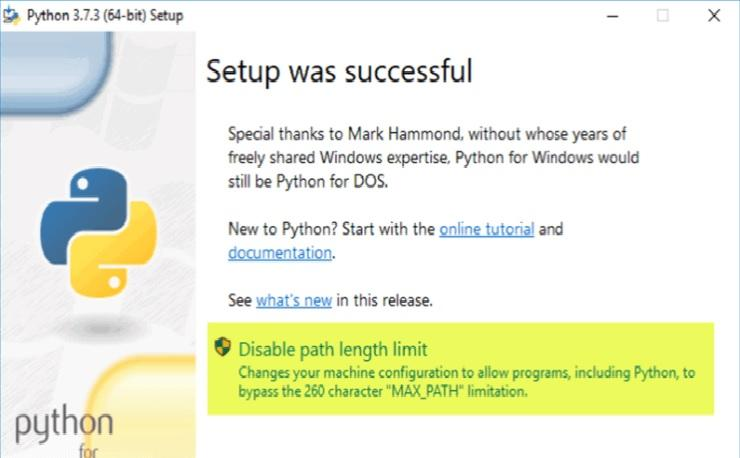 Python 3.7.3 (64-bit) Setup
Setup was successful
Special thanks to Mark Hammond, without whose years of
freely shared Windows expertise, Python for Windows would
still be Python for DOS.
New to Python? Start with the online tutorial and
documentation.
See what's new in this release.
Disable path length limit
Changes your machine configuration to allow programs, including Python, to
bypass the 260 character "MAX_PATH" limitation.
python
for